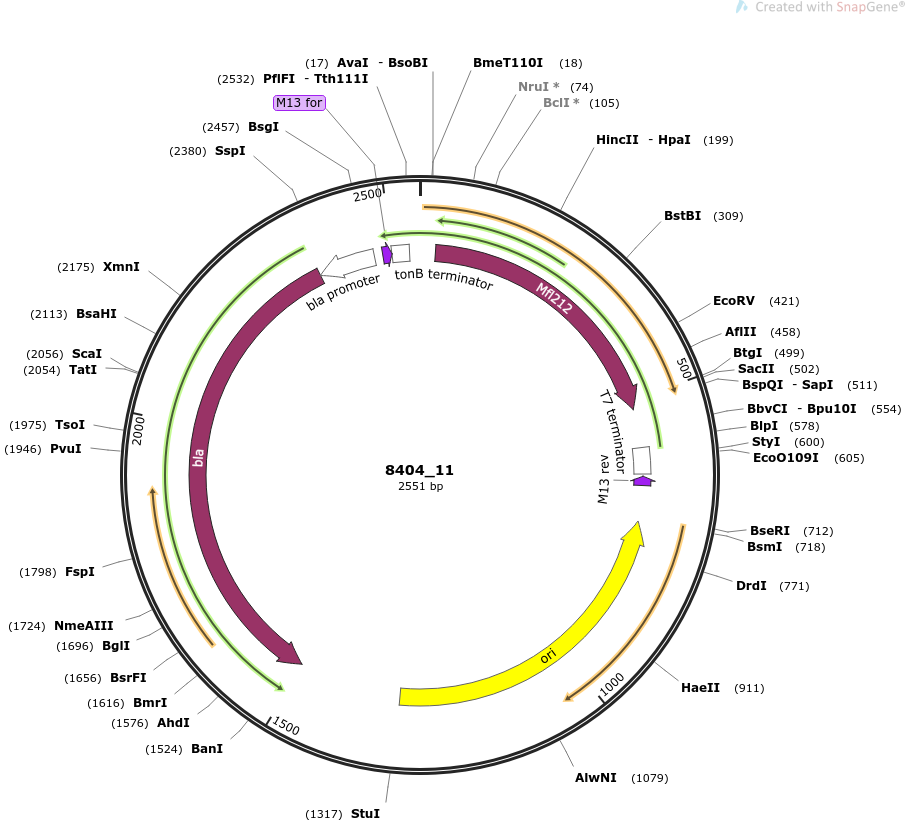 Created with SnapGene®
(17) AvaI - BsoBI
BmeT110I (18)
(2532) PflFI - Tth111I
NruI * (74)
M13 for
BclI * (105)
(2457) BsgI
HincII - HpaI (199)
(2380) SspI
2500
BstBI (309)
(2175) XmnI
bla promoter
tonB terminator
Mfl212
EcoRV (421)
(2113) BsaHI
AflII (458)
(2056) ScaI
BtgI (499)
500
(2054) TatI
SacII (502)
BspQI - SapI (511)
BbvCI - Bpu10I (554)
(1975) TsoI
2000
T7 terminator
BlpI (578)
(1946) PvuI
StyI (600)
bla
EcoO109I (605)
8404_11
2551 bp
M13 rev
BseRI (712)
BsmI (718)
(1798) FspI
DrdI (771)
(1724) NmeAIII
(1696) BglI
ori
(1656) BsrFI
HaeII (911)
1000
(1616) BmrI
(1576) AhdI
1500
(1524) BanI
AlwNI (1079)
(1317) StuI